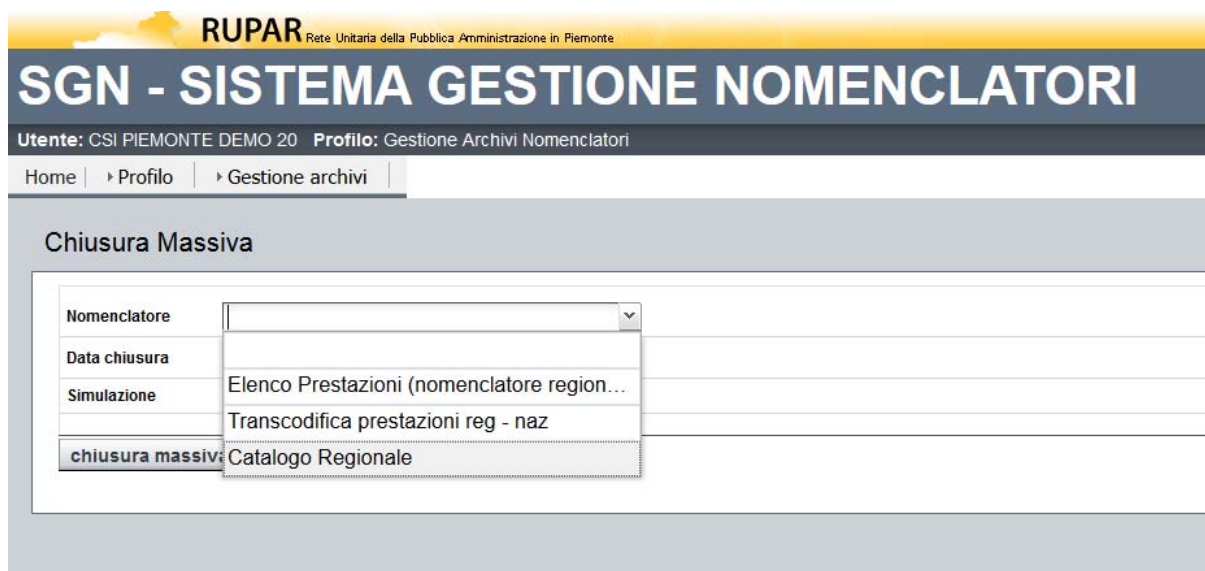 RUPAR Rete Unitaria della Pubblica Amministrazione in Piemonte
SGN - SISTEMA GESTIONE NOMENCLATORI
Utente: CSI PIEMONTE DEMO 20 Profilo: Gestione Archivi Nomenclatori
Home Profilo Gestione archivi
Chiusura Massiva
Nomenclatore
Data chiusura
Elenco Prestazioni (nomenclatore region...
Simulazione
Transcodifica prestazioni reg - naz
chiusura massiva Catalogo Regionale